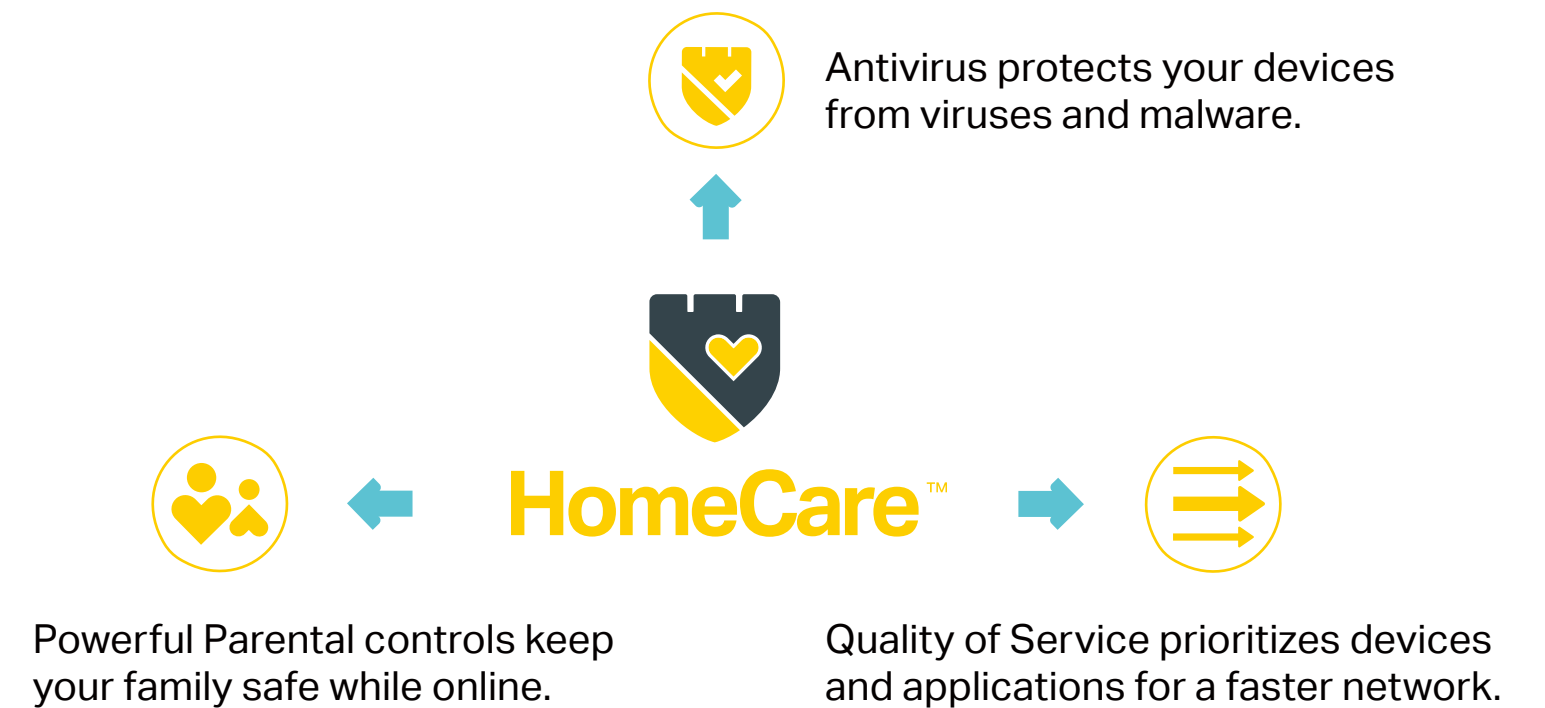 Antivirus protects your devices
from viruses and malware.
HomeCare™
Powerful Parental controls keep
your family safe while online.
Quality of Service prioritizes devices
and applications for a faster network.